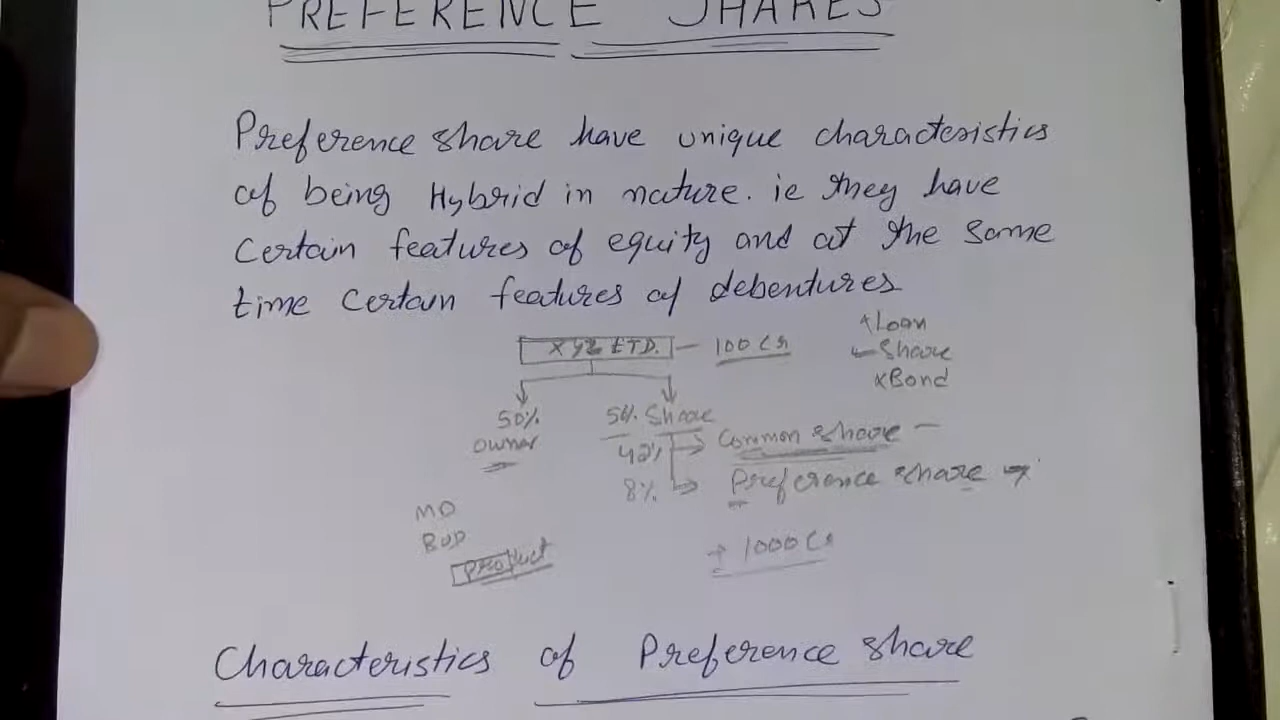 PREFERENCE SHARES
Preference share have unique characteristics
of being Hybrid in nature. ie they have
Certain features of equity and at the same
time Certain features of debentures
Loan
XYZ LTD. — 100 Cr
Share
xBond
50% 50% Share
owner
42% → Common share —
8% → Preference share →
MD
BOD
Product
→ 1000 Cr
Characteristics of Preference share